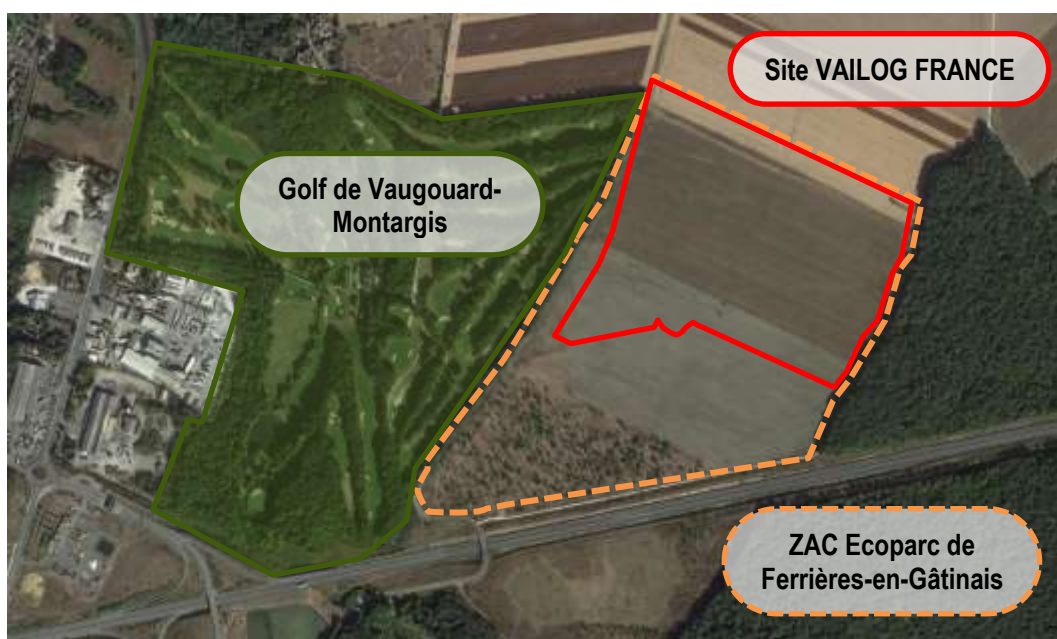 Site VAILOG FRANCE
Golf de Vaugouard-
Montargis
ZAC Ecoparc de
Ferrières-en-Gâtinais